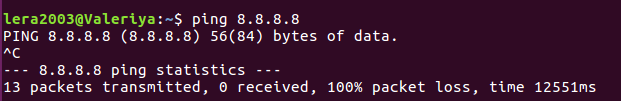 lera2003@Valeriya:~$ ping 8.8.8.8
PING 8.8.8.8 (8.8.8.8) 56(84) bytes of data.
^C
--- 8.8.8.8 ping statistics ---
13 packets transmitted, 0 received, 100% packet loss, time 12551ms